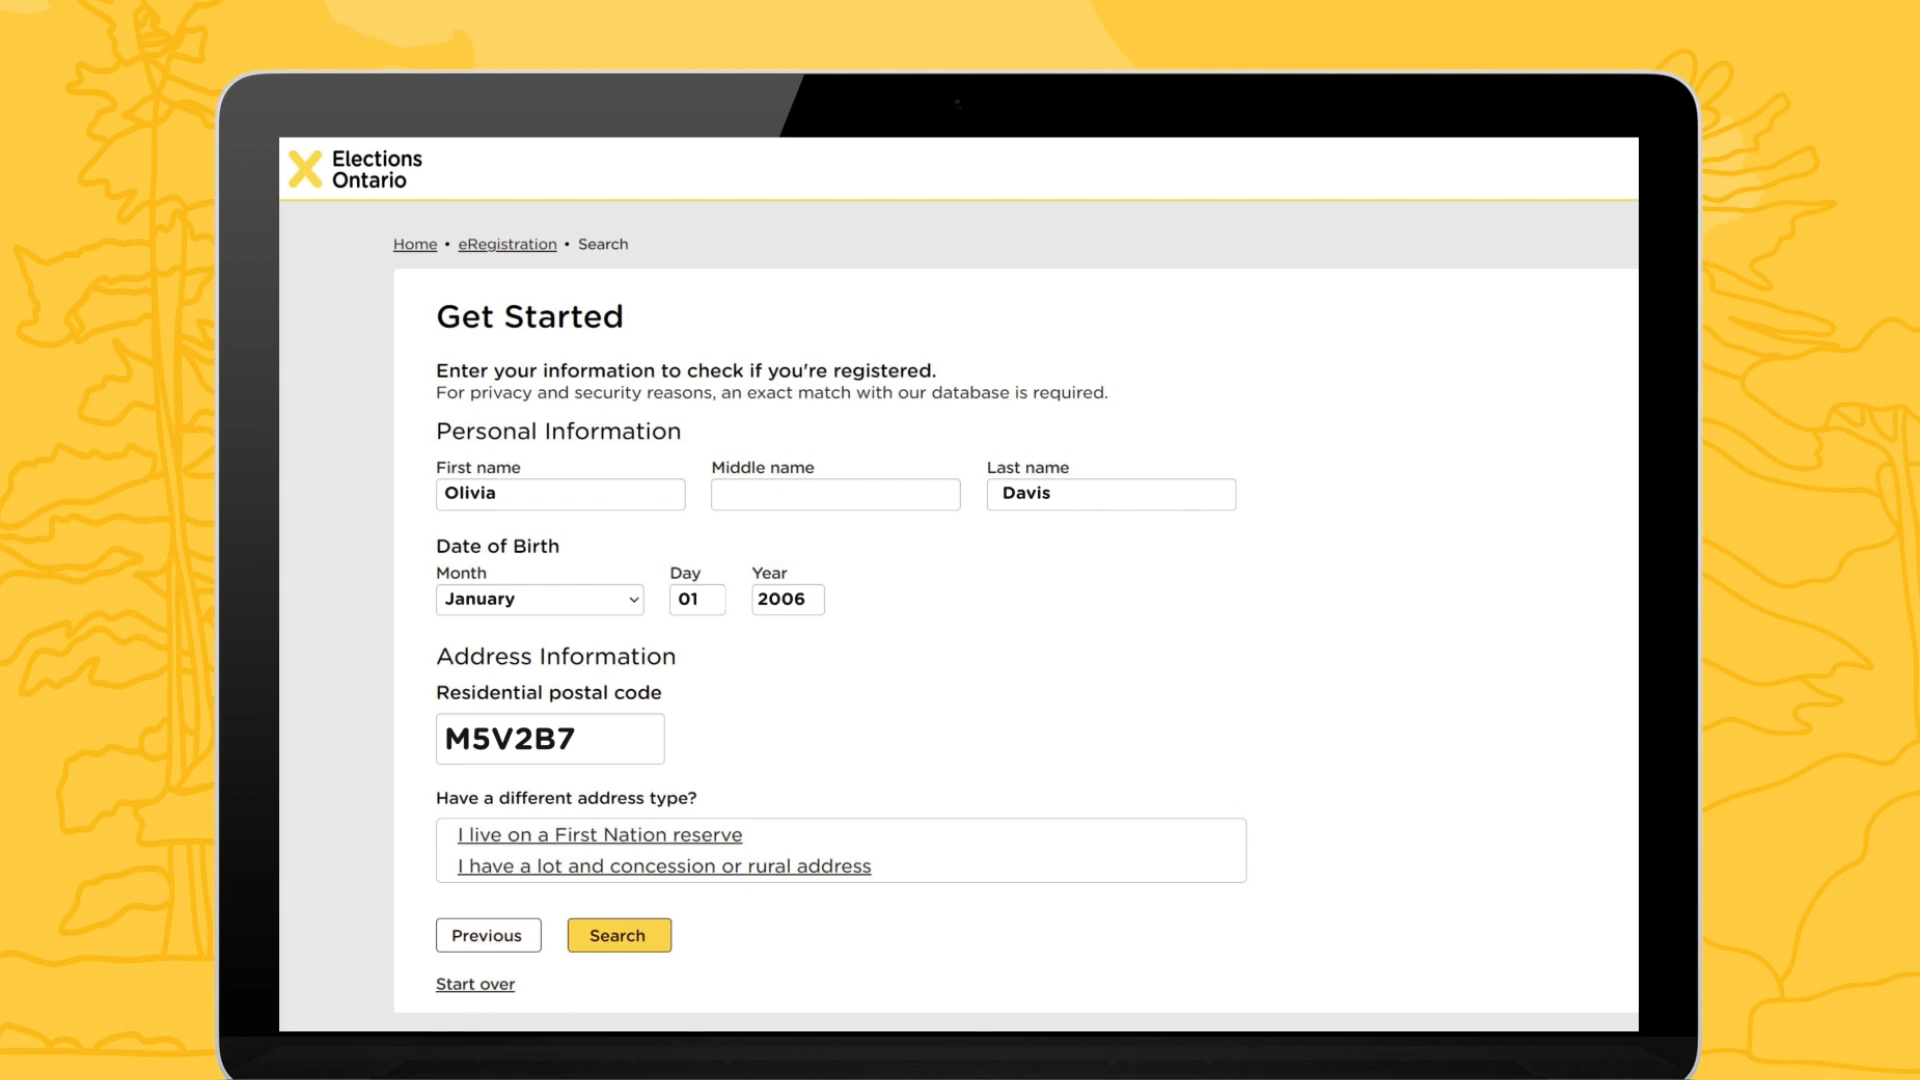 Elections
Ontario
Home • eRegistration • Search
Get Started
Enter your information to check if you're registered.
For privacy and security reasons, an exact match with our database is required.
Personal Information
First name Middle name Last name
Olivia Davis
Date of Birth
Month Day Year
January 01 2006
Address Information
Residential postal code
M5V2B7
Have a different address type?
I live on a First Nation reserve
I have a lot and concession or rural address
Previous Search
Start over